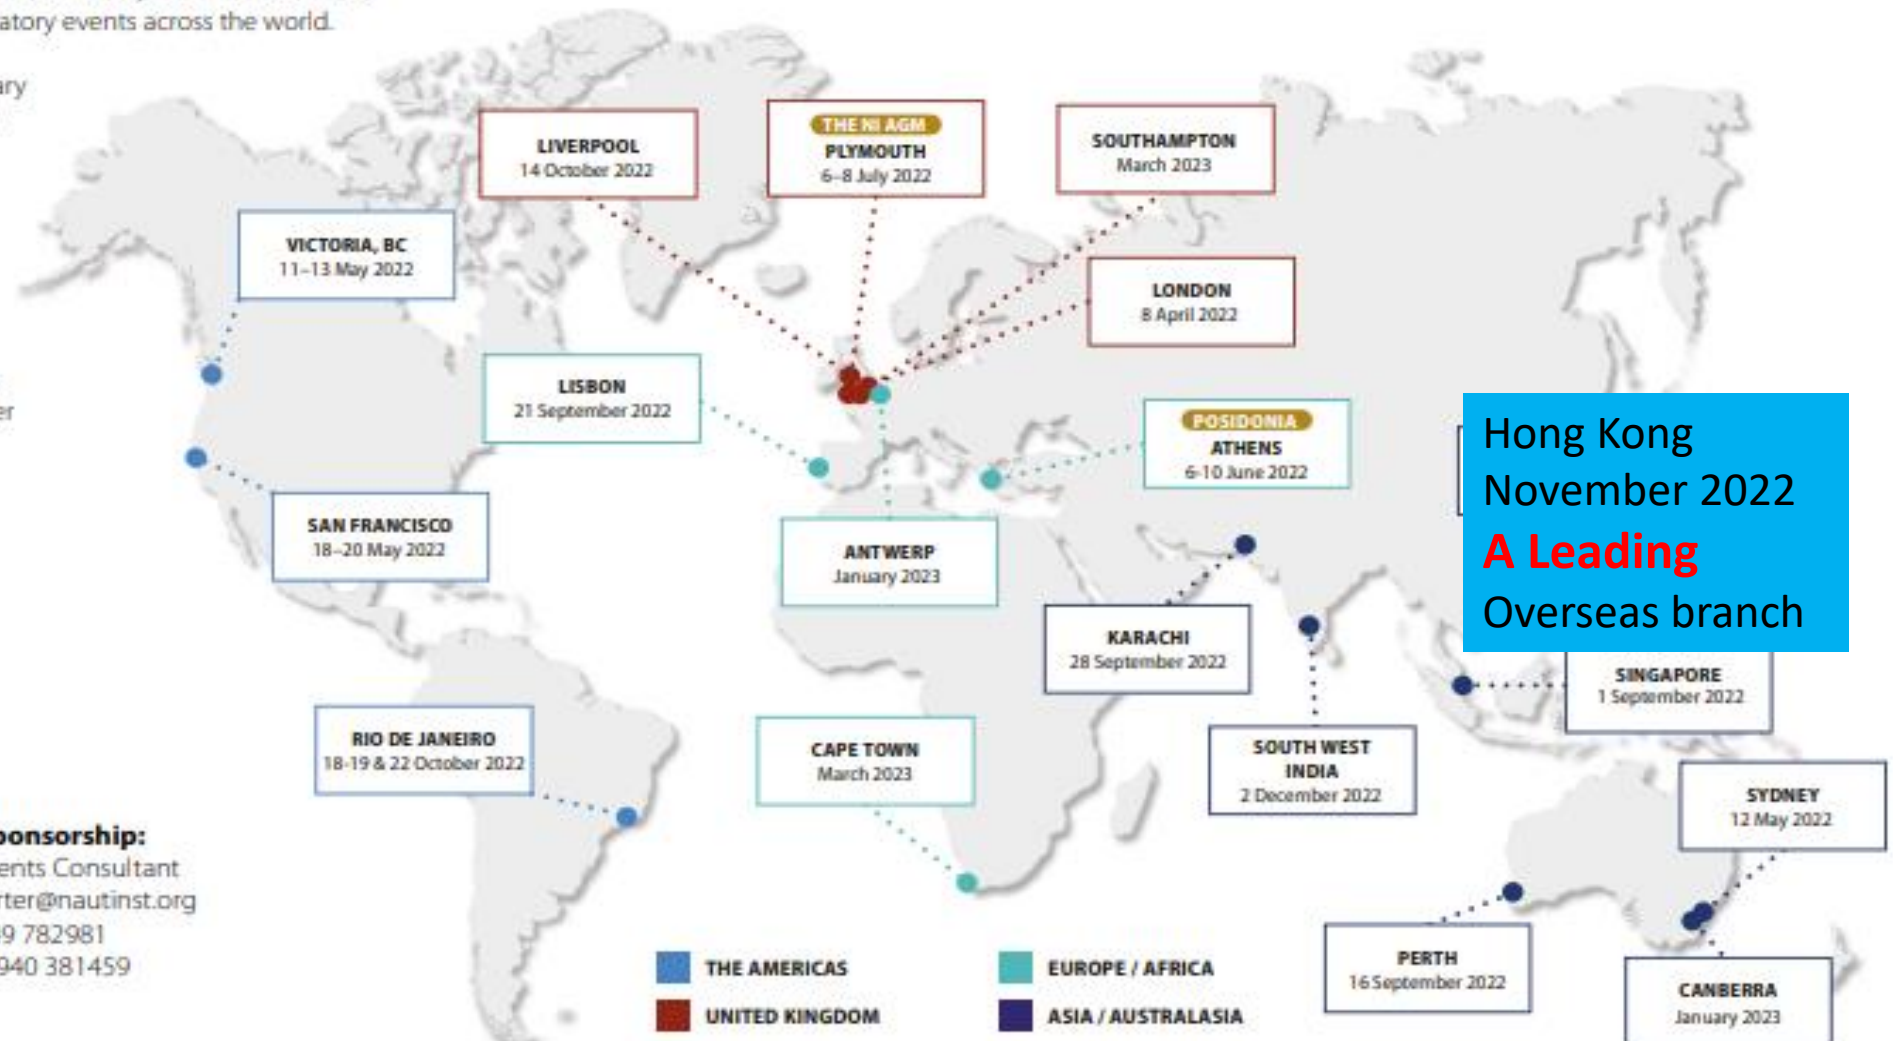 atory events across the world.
ary
LIVERPOOL
14 October 2022
THE NI AGM
PLYMOUTH
6–8 July 2022
SOUTHAMPTON
March 2023
VICTORIA, BC
11–13 May 2022
LONDON
8 April 2022
LISBON
21 September 2022
er
POSIDONIA
ATHENS
6-10 June 2022
Hong Kong
November 2022
A Leading
Overseas branch
SAN FRANCISCO
18–20 May 2022
ANTWERP
January 2023
KARACHI
28 September 2022
SINGAPORE
1 September 2022
RIO DE JANEIRO
18-19 & 22 October 2022
CAPE TOWN
March 2023
SOUTH WEST
INDIA
2 December 2022
SYDNEY
12 May 2022
ponsorship:
ents Consultant
rter@nautinst.org
9 782981
940 381459
PERTH
16 September 2022
CANBERRA
January 2023
THE AMERICAS
EUROPE / AFRICA
UNITED KINGDOM
ASIA / AUSTRALASIA